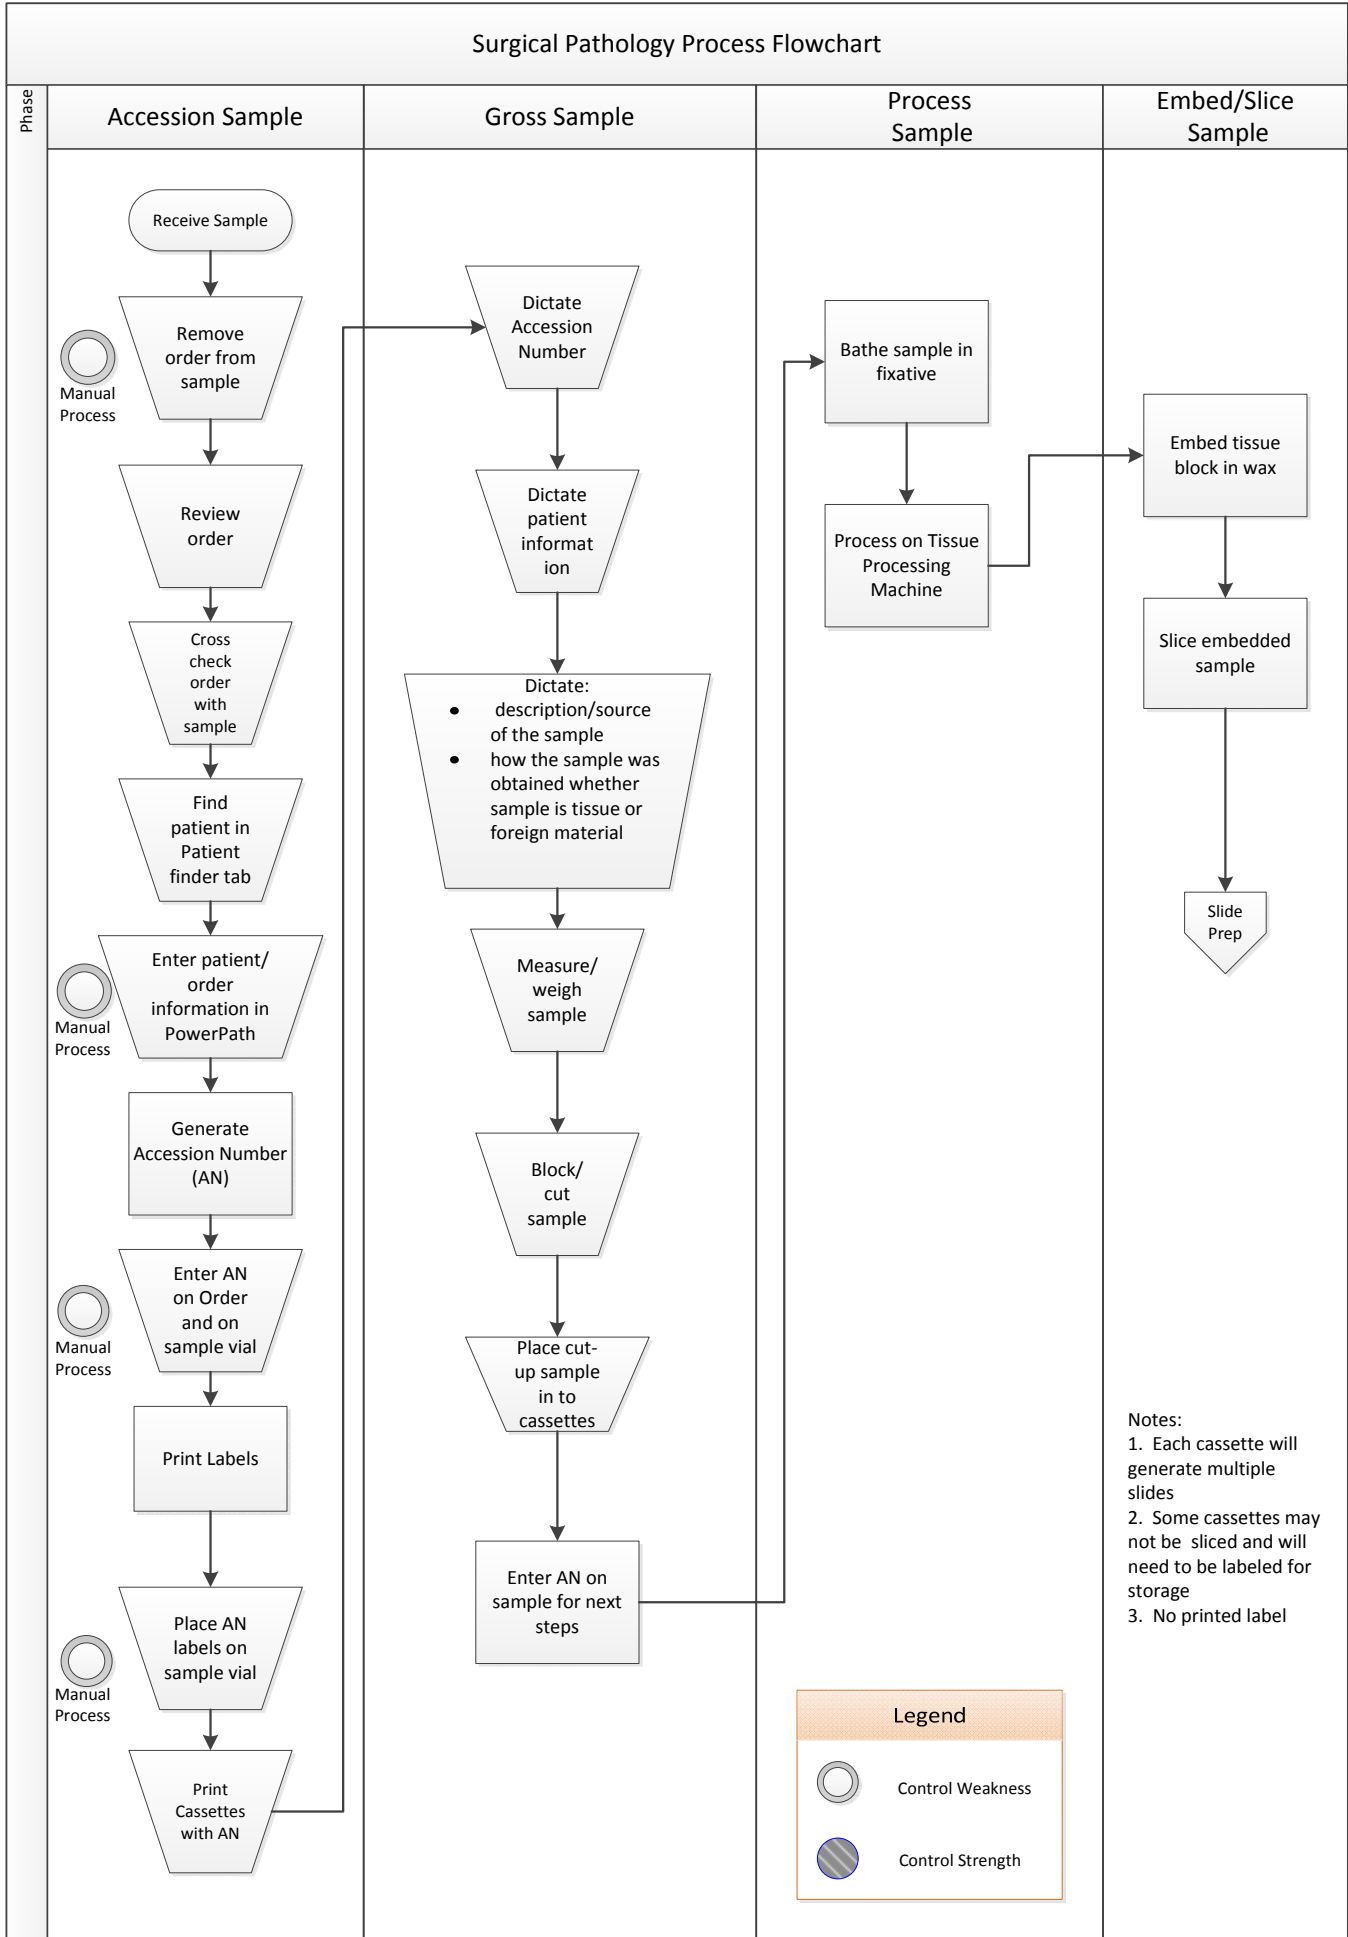 Surgical Pathology Process Flowchart
Phase
Accession Sample
Gross Sample
Process
Sample
Embed/Slice
Sample
Receive Sample
Remove
order from
sample
Manual
Process
Review
order
Cross
check
order
with
sample
Find
patient in
Patient
finder tab
Enter patient/
order
information in
PowerPath
Manual
Process
Generate
Accession Number
(AN)
Enter AN
on Order
and on
sample vial
Manual
Process
Print Labels
Place AN
labels on
sample vial
Manual
Process
Print
Cassettes
with AN
Dictate
Accession
Number
Dictate
patient
informat
ion
Dictate:
● description/source
of the sample
● how the sample was
obtained whether
sample is tissue or
foreign material
Measure/
weigh
sample
Block/
cut
sample
Place cut-
up sample
in to
cassettes
Enter AN on
sample for next
steps
Bathe sample in
fixative
Process on Tissue
Processing
Machine
Embed tissue
block in wax
Slice embedded
sample
Slide
Prep
Notes:
1. Each cassette will
generate multiple
slides
2. Some cassettes may
not be sliced and will
need to be labeled for
storage
3. No printed label
Legend
Control Weakness
Control Strength